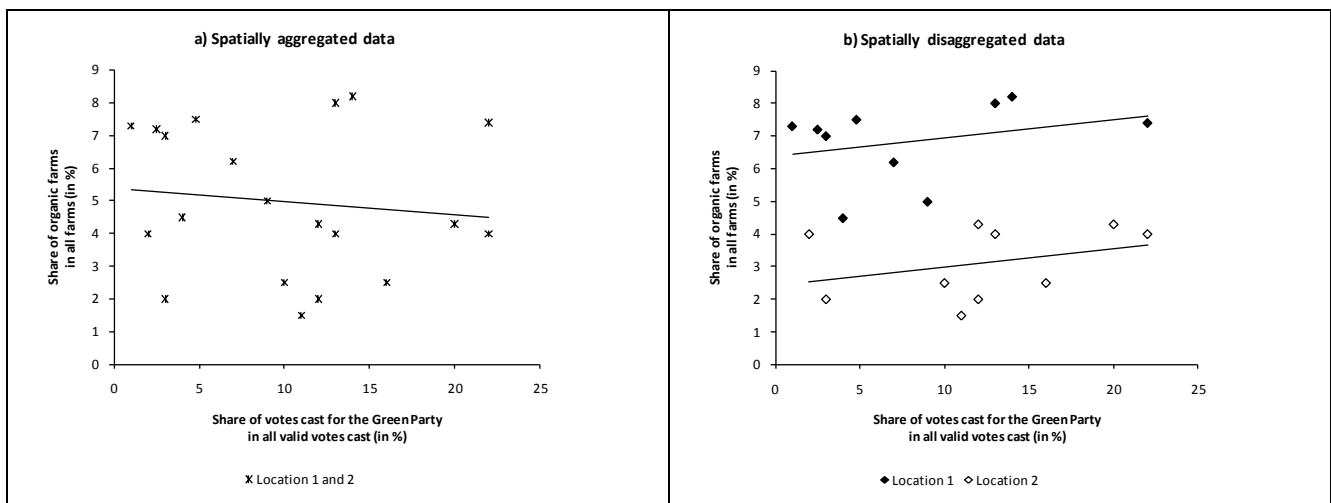 a) Spatially aggregated data
9
8
7
6
5
4
3
2
1
0
Share of organic farms
in all farms (in %)
0 5 10 15 20 25
Share of votes cast for the Green Party
in all valid votes cast (in %)
Location 1 and 2
b) Spatially disaggregated data
9
8
7
6
5
4
3
2
1
0
Share of organic farms
in all farms (in %)
0 5 10 15 20 25
Share of votes cast for the Green Party
in all valid votes cast (in %)
Location 1 Location 2